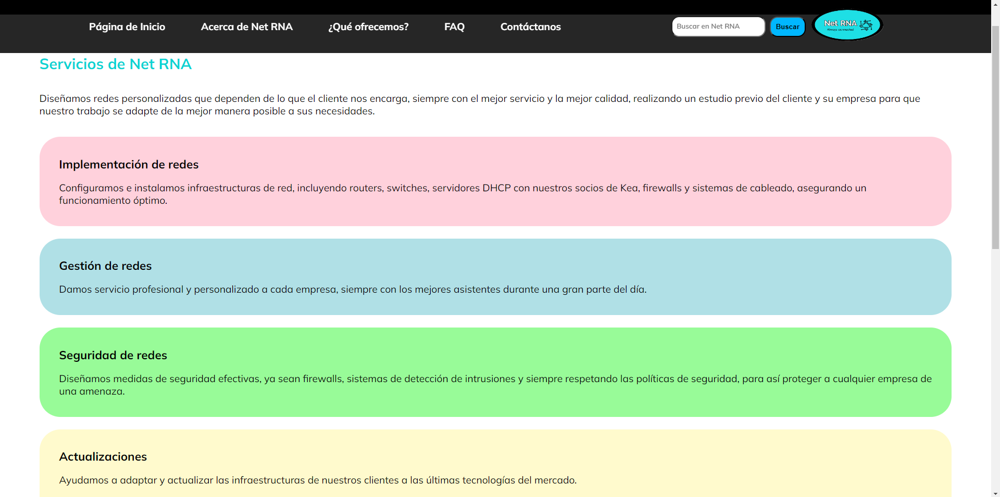 Página de Inicio
Acerca de Net RNA
¿Qué ofrecemos?
FAQ
Contáctanos
Buscar en Net RNA
Buscar
Net RNA
Always connected
Servicios de Net RNA
Diseñamos redes personalizadas que dependen de lo que el cliente nos encarga, siempre con el mejor servicio y la mejor calidad, realizando un estudio previo del cliente y su empresa para que
nuestro trabajo se adapte de la mejor manera posible a sus necesidades.
Implementación de redes
Configuramos e instalamos infraestructuras de red, incluyendo routers, switches, servidores DHCP con nuestros socios de Kea, firewalls y sistemas de cableado, asegurando un
funcionamiento óptimo.
Gestión de redes
Damos servicio profesional y personalizado a cada empresa, siempre con los mejores asistentes durante una gran parte del día.
Seguridad de redes
Diseñamos medidas de seguridad efectivas, ya sean firewalls, sistemas de detección de intrusiones y siempre respetando las políticas de seguridad, para así proteger a cualquier empresa de
una amenaza.
Actualizaciones
Ayudamos a adaptar y actualizar las infraestructuras de nuestros clientes a las últimas tecnologías del mercado.